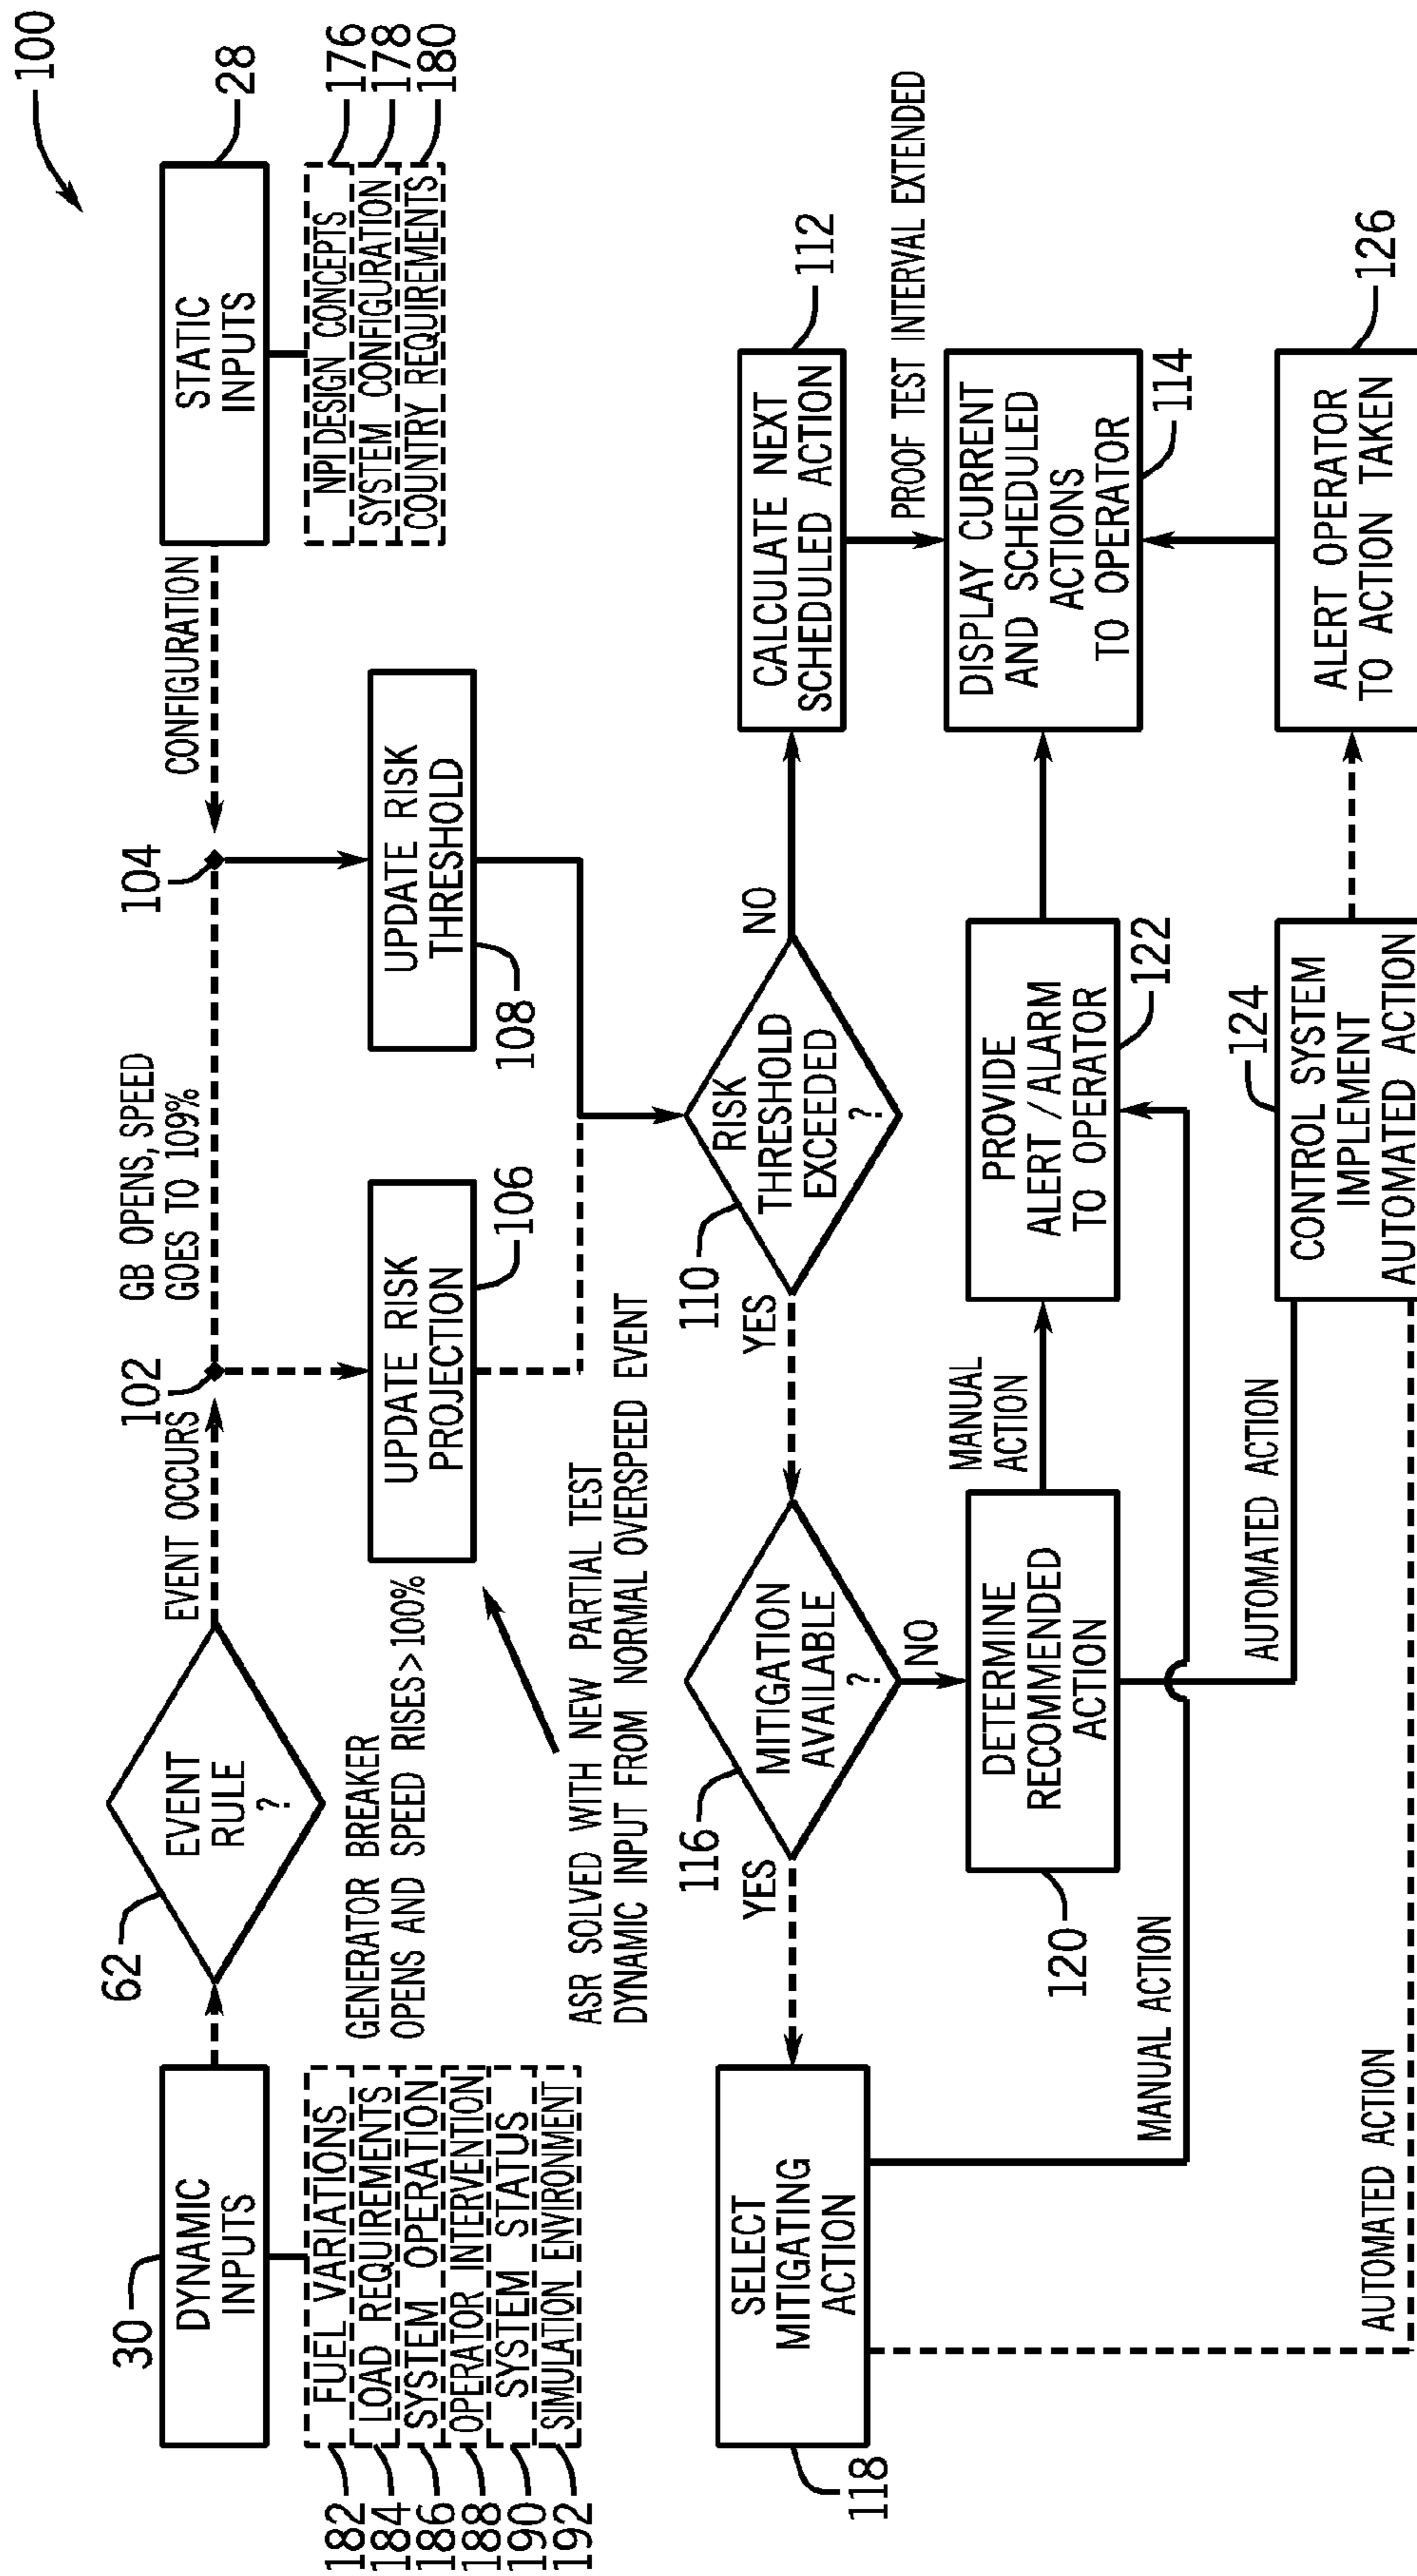 100
30
DYNAMIC
INPUTS
182
FUEL VARIATIONS
184
LOAD REQUIREMENTS
186
SYSTEM OPERATION
188
OPERATOR INTERVENTION
190
SYSTEM STATUS
192
SIMULATION ENVIRONMENT
62
EVENT
RULE
?
GENERATOR BREAKER
OPENS AND SPEED RISES>100%
EVENT OCCURS
102
GB OPENS, SPEED
GOES TO 109%
104
CONFIGURATION
STATIC
INPUTS
28
NPI DESIGN CONCEPTS
176
SYSTEM CONFIGURATION
178
COUNTRY REQUIREMENTS
180
UPDATE RISK
PROJECTION
106
UPDATE RISK
THRESHOLD
108
ASR SOLVED WITH NEW PARTIAL TEST
DYNAMIC INPUT FROM NORMAL OVERSPEED EVENT
SELECT
MITIGATING
ACTION
118
YES
116
MITIGATION
AVAILABLE
?
NO
YES
110
RISK
THRESHOLD
EXCEEDED
?
NO
CALCULATE NEXT
SCHEDULED ACTION
112
PROOF TEST INTERVAL EXTENDED
DETERMINE
RECOMMENDED
ACTION
120
MANUAL
ACTION
PROVIDE
ALERT/ALARM
TO OPERATOR
122
DISPLAY CURRENT
AND SCHEDULED
ACTIONS
TO OPERATOR
114
MANUAL ACTION
AUTOMATED ACTION
AUTOMATED ACTION
124
CONTROL SYSTEM
IMPLEMENT
AUTOMATED ACTION
ALERT OPERATOR
TO ACTION TAKEN
126